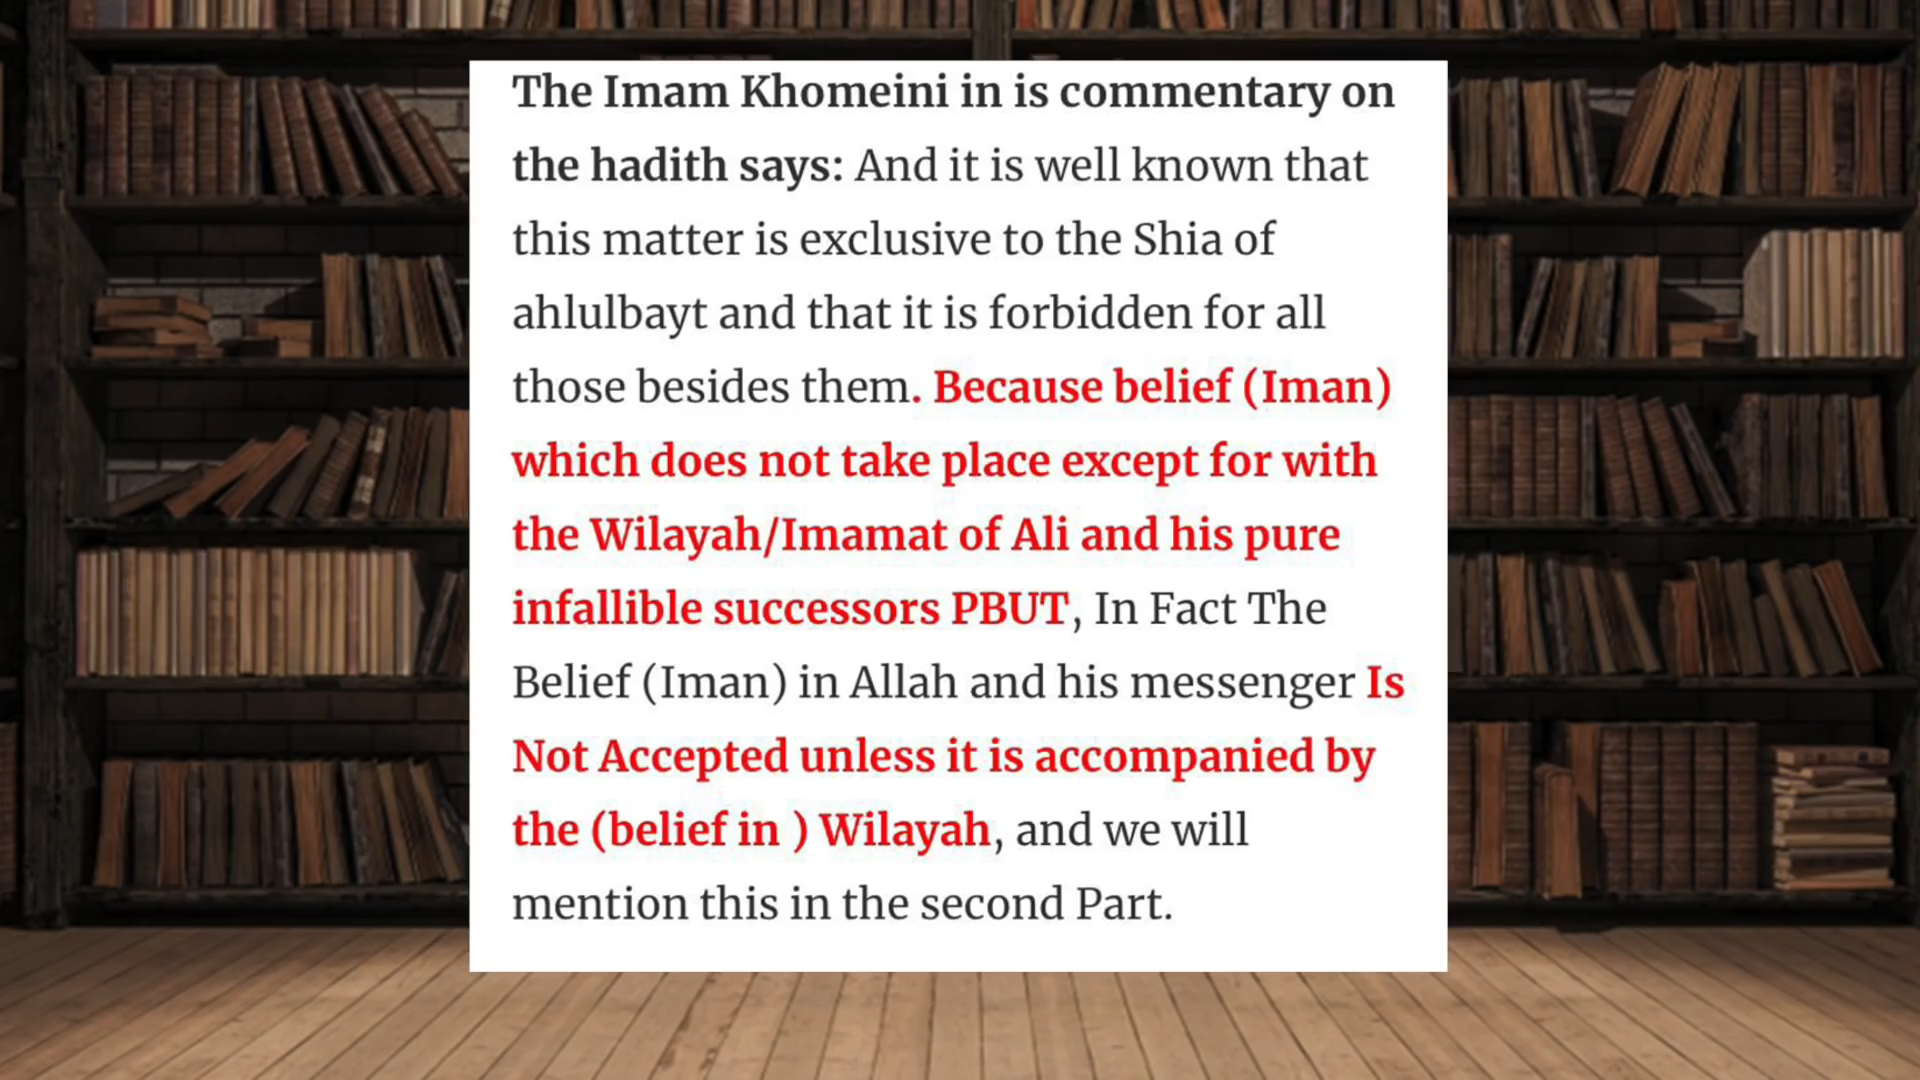 The Imam Khomeini in is commentary on
the hadith says: And it is well known that
this matter is exclusive to the Shia of
ahlulbayt and that it is forbidden for all
those besides them. Because belief (Iman)
which does not take place except for with
the Wilayah/Imamat of Ali and his pure
infallible successors PBUT, In Fact The
Belief (Iman) in Allah and his messenger Is
Not Accepted unless it is accompanied by
the (belief in ) Wilayah, and we will
mention this in the second Part.